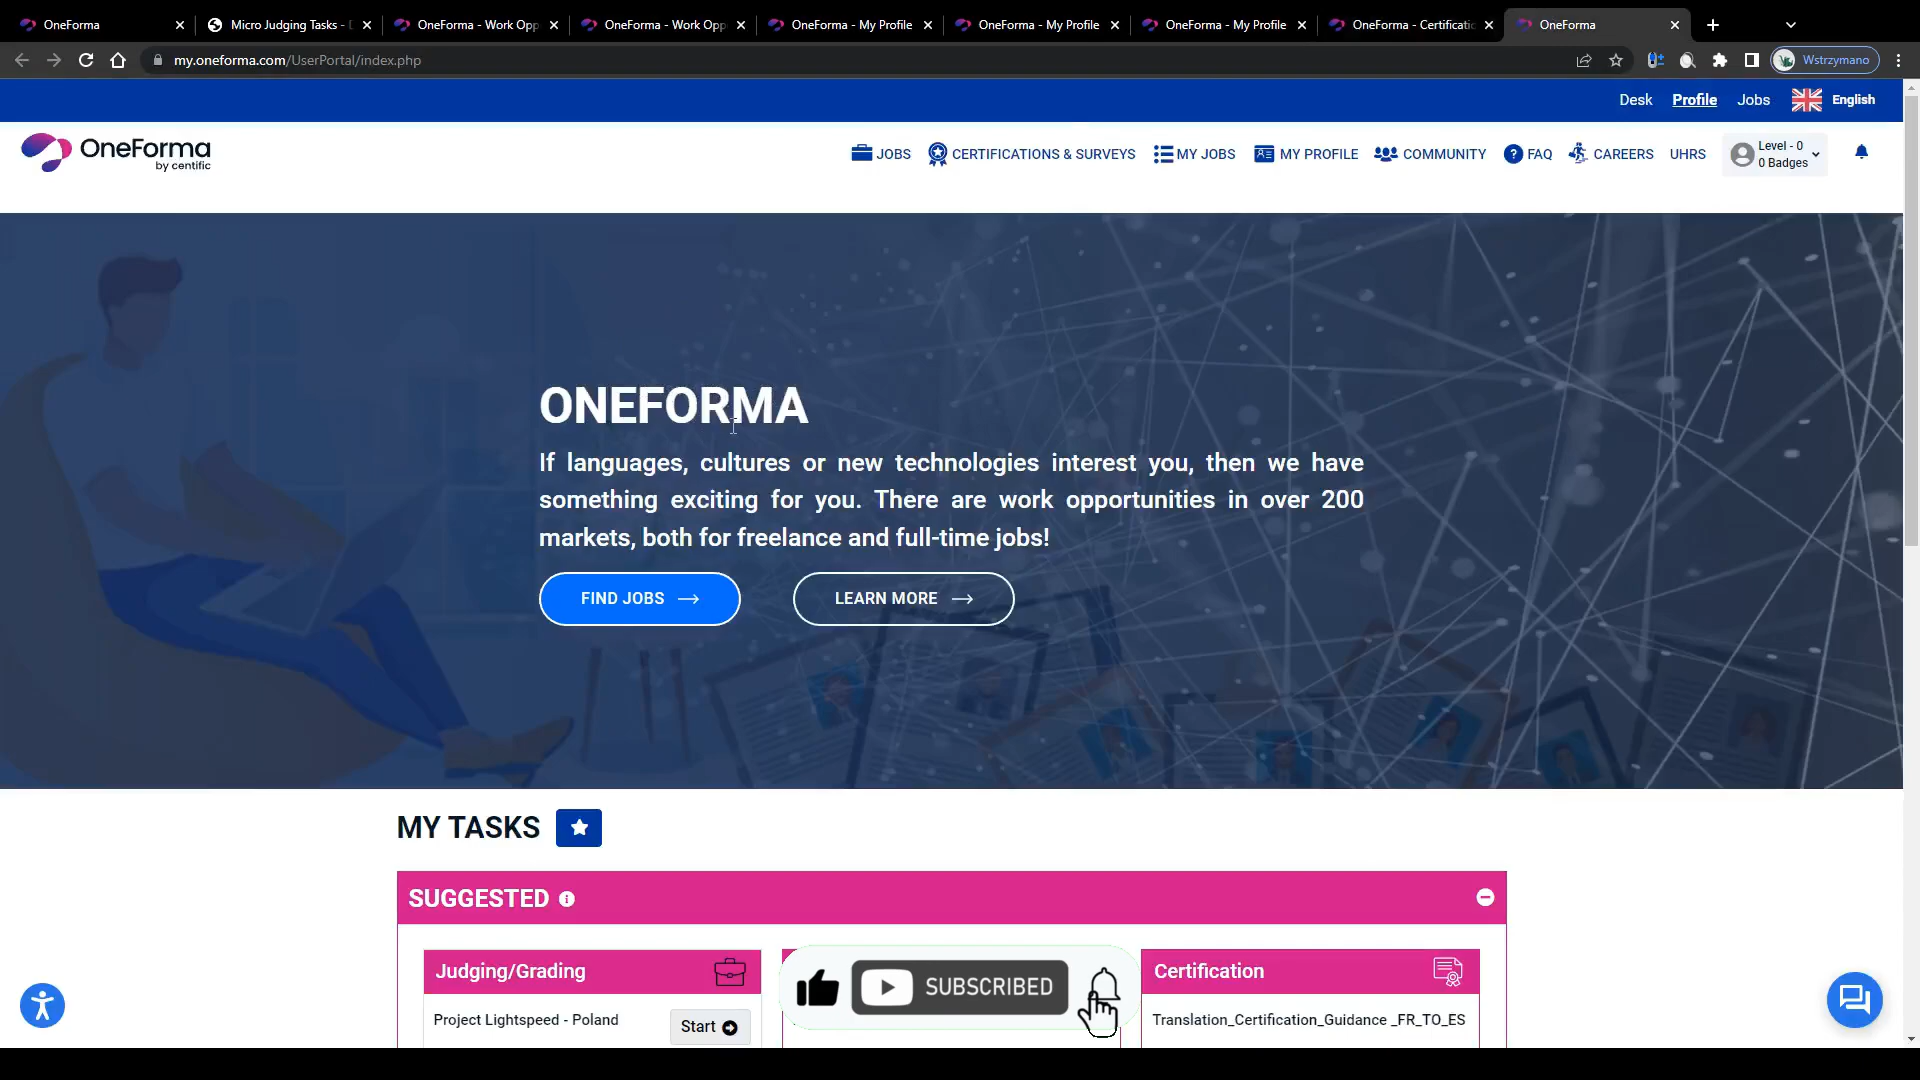 OneForma
Micro Judging Tasks -
OneForma - Work Opp
OneForma - Work Opp
OneForma - My Profile
OneForma - My Profile
OneForma - My Profile
OneForma - Certificatio
OneForma
my.oneforma.com/UserPortal/index.php
Wstrzymano
Desk
Profile
Jobs
English
OneForma
by centific
JOBS
CERTIFICATIONS & SURVEYS
MY JOBS
MY PROFILE
COMMUNITY
FAQ
CAREERS
UHRS
Level - 0
0 Badges
ONEFORMA
If languages, cultures or new technologies interest you, then we have
something exciting for you. There are work opportunities in over 200
markets, both for freelance and full-time jobs!
FIND JOBS
LEARN MORE
MY TASKS
SUGGESTED
Judging/Grading
Certification
SUBSCRIBED
Project Lightspeed - Poland
Start
Translation_Certification_Guidance _FR_TO_ES